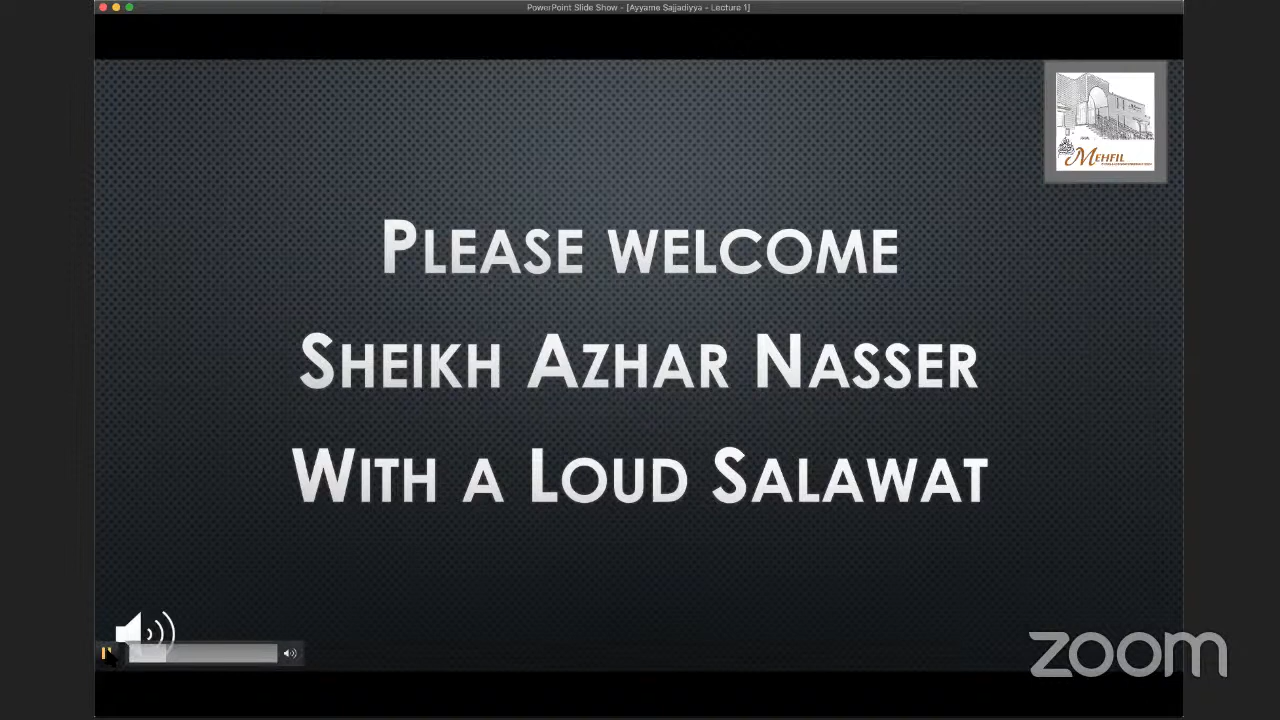 PowerPoint Slide Show - [Ayyame Sajjadiyya - Lecture 1]
MEHFIL
PLEASE WELCOME
SHEIKH AZHAR NASSER
WITH A LOUD SALAWAT
zoom